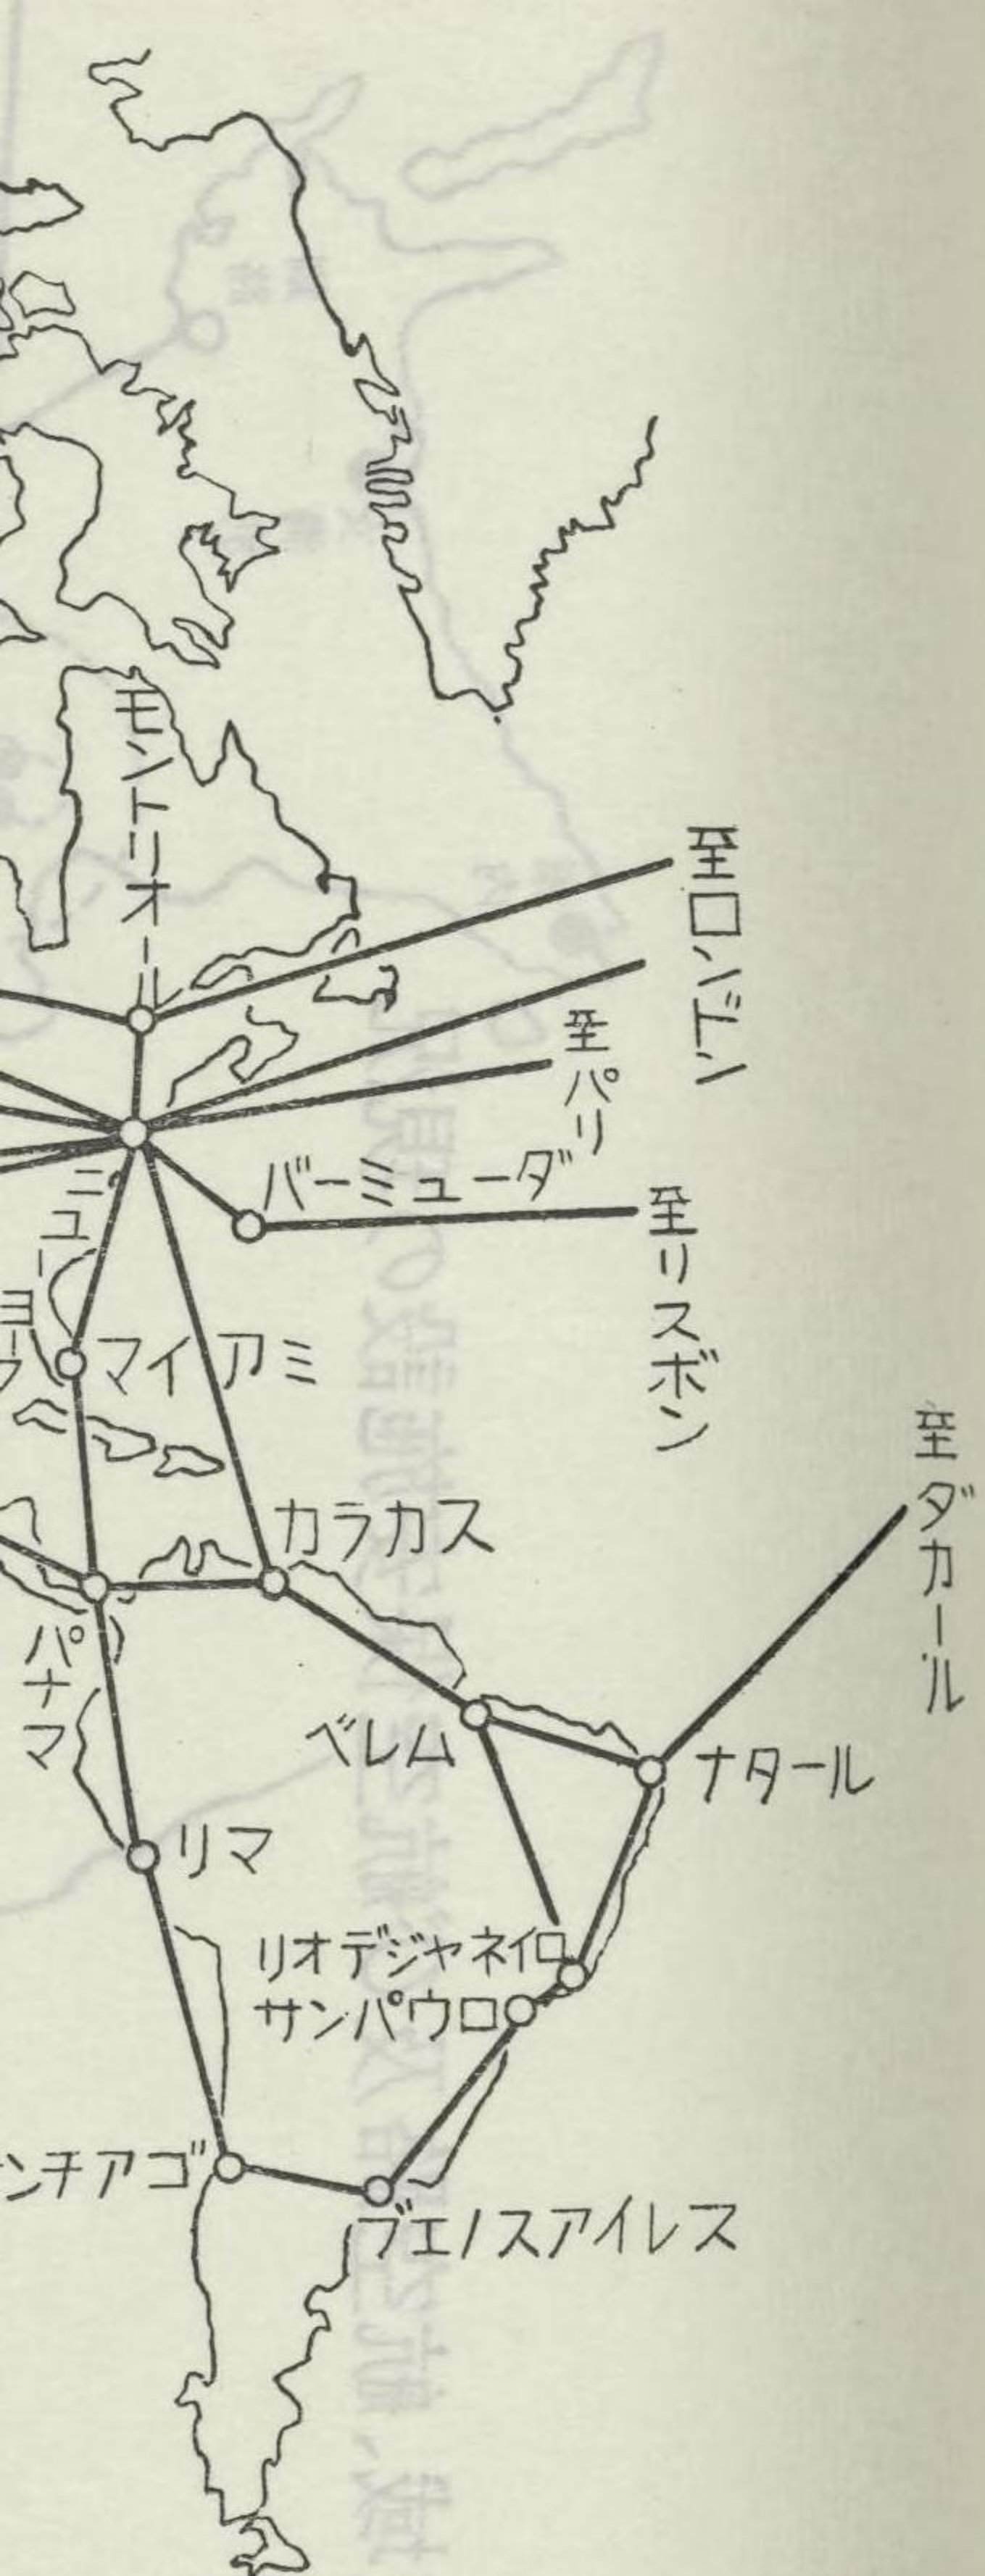 モントリオール
至ロンドン
至パリ
バーミューダ
至リスボン
ニューヨーク
マイアミ
至ダカール
カラカス
パナマ
ベレム
ナタール
リマ
リオデジャネイロ
サンパウロ
ンチアゴ
ブエノスアイレス